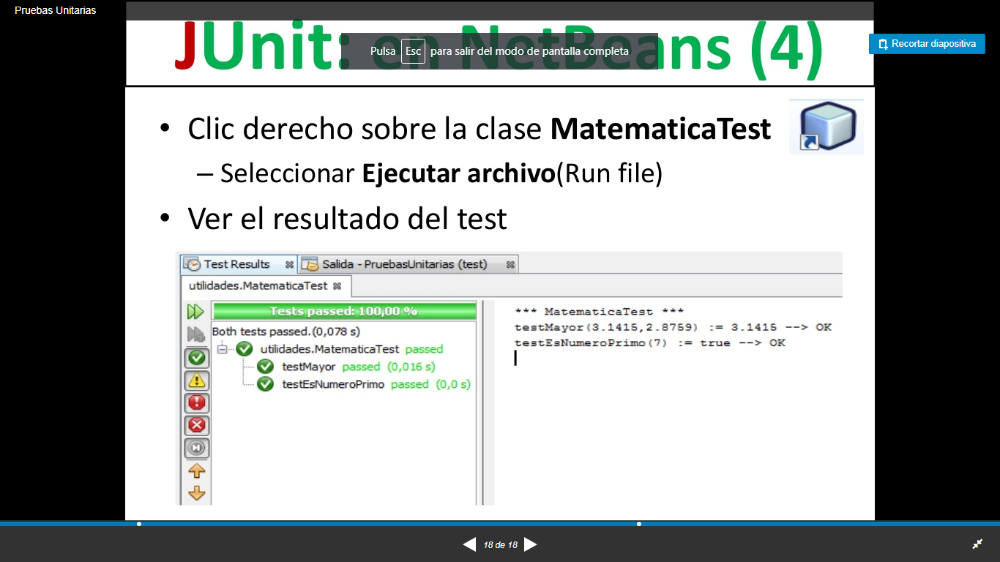 Pruebas Unitarias
JUnit: en NetBeans (4)
Pulsa Esc para salir del modo de pantalla completa
Recortar diapositiva
• Clic derecho sobre la clase MatematicaTest
– Seleccionar Ejecutar archivo(Run file)
• Ver el resultado del test
Test Results
Salida - PruebasUnitarias (test)
utilidades.MatematicaTest
Tests passed: 100,00 %
Both tests passed.(0,078 s)
utilidades.MatematicaTest passed
testMayor passed (0,016 s)
testEsNumeroPrimo passed (0,0 s)
*** MatematicaTest ***
testMayor(3.1415,2.8759) := 3.1415 --> OK
testEsNumeroPrimo(7) := true --> OK
18 de 18